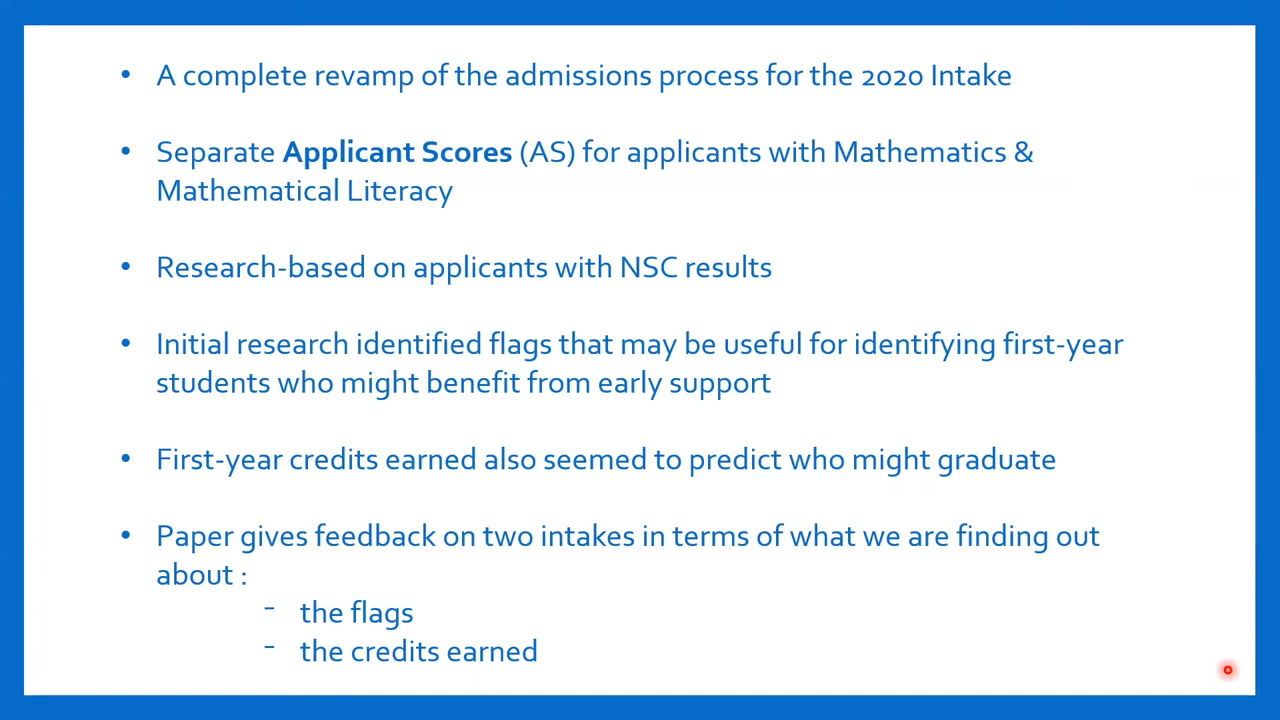 • A complete revamp of the admissions process for the 2020 Intake
• Separate Applicant Scores (AS) for applicants with Mathematics &
Mathematical Literacy
• Research-based on applicants with NSC results
• Initial research identified flags that may be useful for identifying first-year
students who might benefit from early support
• First-year credits earned also seemed to predict who might graduate
• Paper gives feedback on two intakes in terms of what we are finding out
about :
- the flags
- the credits earned